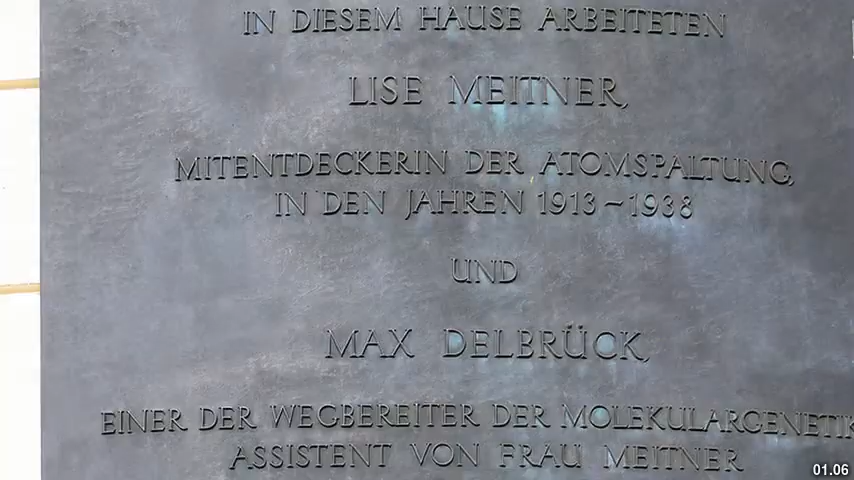 IN DIESEM HAUSE ARBEITETEN
LISE MEITNER,
MITENTDECKERIN DER ATOMSPALTUNG,
IN DEN JAHREN 1913 ~ 1938
UND
MAX DELBRÜCK,
EINER DER WEGBEREITER DER MOLEKULARGENETIK
ASSISTENT VON FRAU MEITNER
01.06